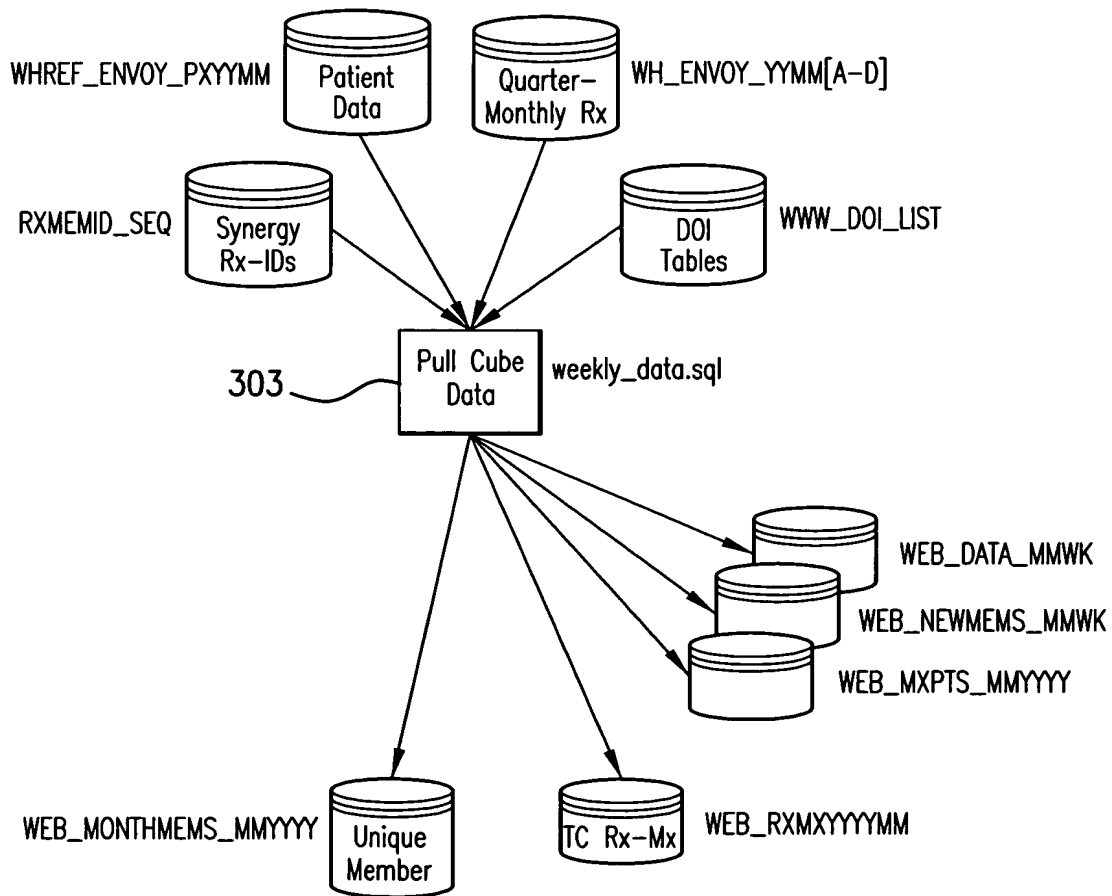 WHREF_ENVOY_PXYYMM
Patient
Data
Quarter-
Monthly Rx
WH_ENVOY_YYMM[A-D]
RXMEMID_SEQ
Synergy
Rx-IDs
DOI
Tables
WWW_DOI_LIST
303
Pull Cube
Data
weekly_data.sql
WEB_DATA_MMWK
WEB_NEWMEMS_MMWK
WEB_MXPTS_MMYYYY
WEB_MONTHMEMS_MMYYYY
Unique
Member
TC Rx-Mx
WEB_RXMXYYYYMM